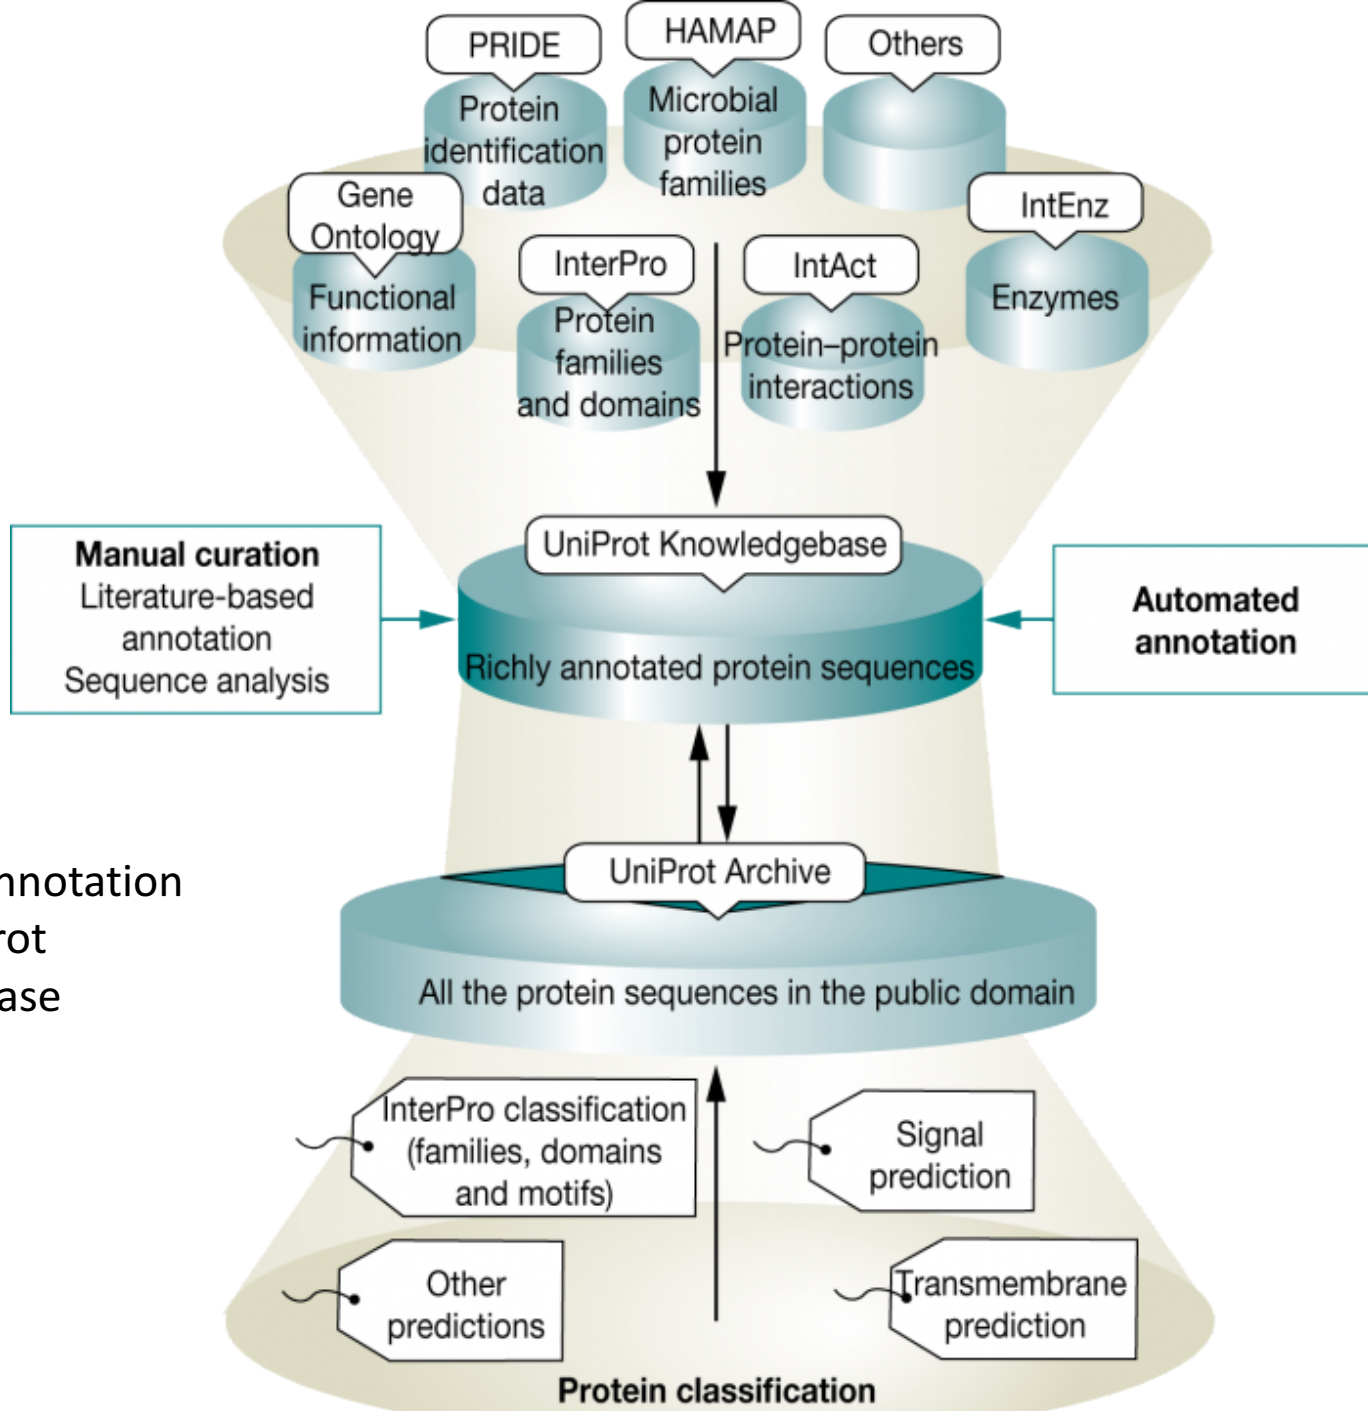 PRIDE
HAMAP
Others
Protein
identification
data
Microbial
protein
families
Gene
Ontology
IntEnz
Functional
information
InterPro
IntAct
Enzymes
Protein
families
and domains
Protein–protein
interactions
UniProt Knowledgebase
Richly annotated protein sequences
Manual curation
Literature-based
annotation
Sequence analysis
Automated
annotation
UniProt Archive
nnotation
rot
ase
All the protein sequences in the public domain
InterPro classification
(families, domains
and motifs)
Signal
prediction
Other
predictions
Transmembrane
prediction
Protein classification